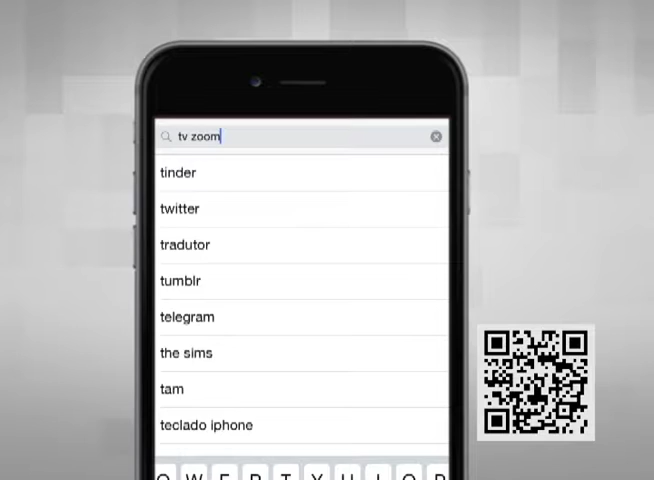 tv zoom
tinder
twitter
tradutor
tumblr
telegram
the sims
tam
teclado iphone
Q W E R T Y U I O P